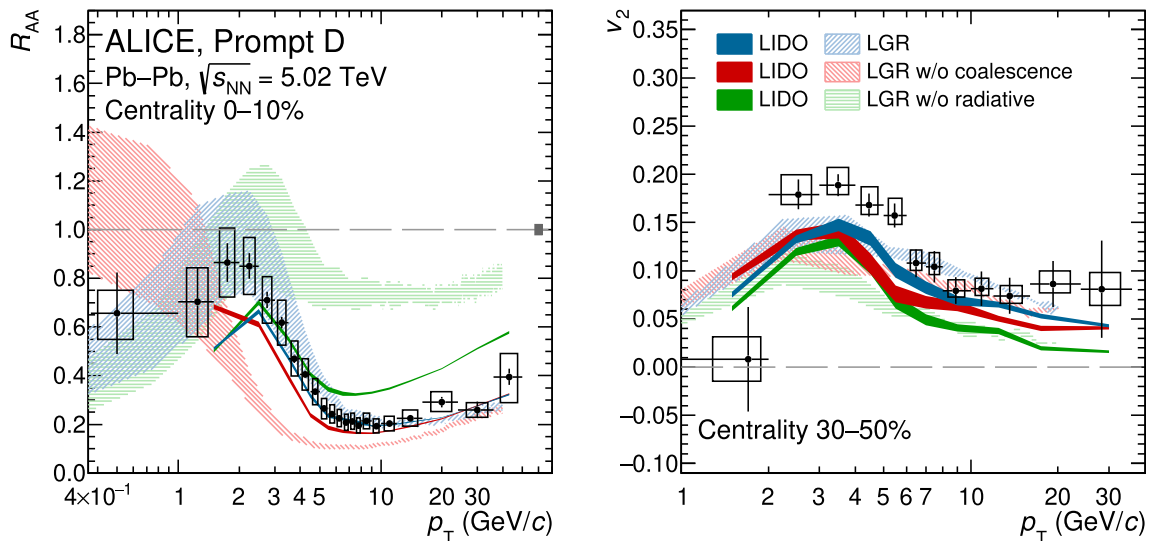 R_AA
1.8
1.6
1.4
1.2
1.0
0.8
0.6
0.4
0.2
0.0
ALICE, Prompt D
Pb–Pb, √s_NN = 5.02 TeV
Centrality 0–10%
4×10⁻¹ 1 2 3 4 5 10 20 30
p_T (GeV/c)
v_2
0.35
0.30
0.25
0.20
0.15
0.10
0.05
0.00
−0.05
−0.10
LIDO LGR
LIDO LGR w/o coalescence
LIDO LGR w/o radiative
Centrality 30–50%
1 2 3 4 5 6 7 10 20 30
p_T (GeV/c)